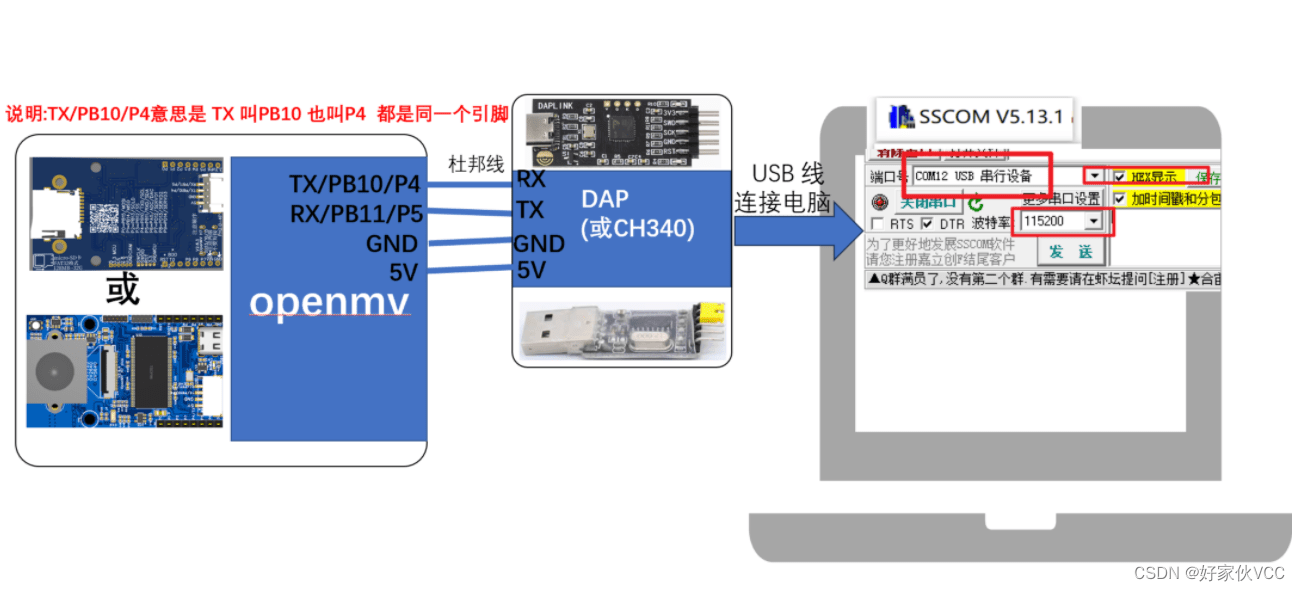 说明:TX/PB10/P4意思是 TX 叫PB10 也叫P4 都是同一个引脚
TX/PB10/P4
RX/PB11/P5
GND
5V
或
openmv
杜邦线
DAPLINK
3V3
SWD
SCK
GND
RST
RX
TX
GND
5V
DAP
(或CH340)
USB 线
连接电脑
SSCOM V5.13.1
端口号 COM12 USB 串行设备
HEX显示 保存
关闭串口 更多串口设置
加时间戳和分包
RTS DTR 波特率 115200
为了更好地发展SSCOM软件
请您注册嘉立创F结尾客户
发 送
▲Q群满员了,没有第二个群.有需要请在虾坛提问[注册]★合宙
CSDN @好家伙VCC